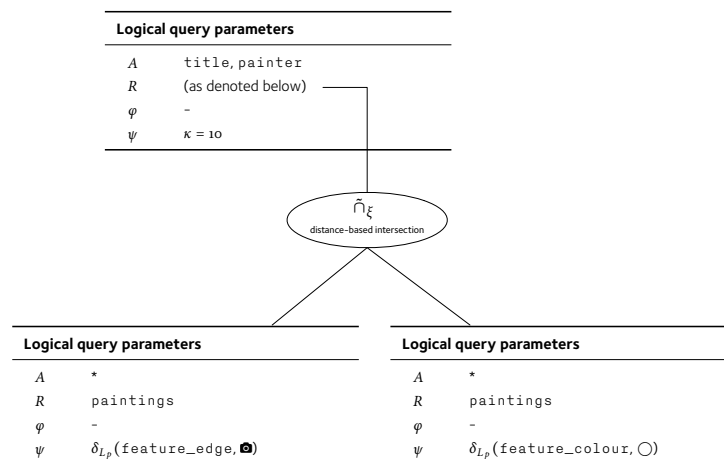 Logical query parameters
A title, painter
R (as denoted below)
φ –
ψ κ = 10
∩̃ξ
distance-based intersection
Logical query parameters
A *
R paintings
φ –
ψ δLp(feature_edge, 📷)
Logical query parameters
A *
R paintings
φ –
ψ δLp(feature_colour, ◯)